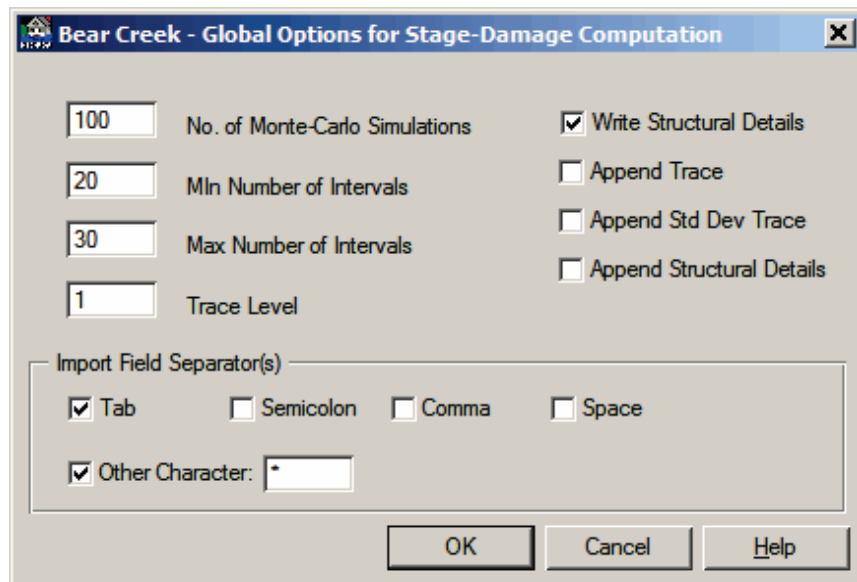 Bear Creek - Global Options for Stage-Damage Computation
100 No. of Monte-Carlo Simulations
Write Structural Details
20 MIn Number of Intervals
Append Trace
30 Max Number of Intervals
Append Std Dev Trace
1 Trace Level
Append Structural Details
Import Field Separator(s)
Tab Semicolon Comma Space
Other Character: *
OK Cancel Help